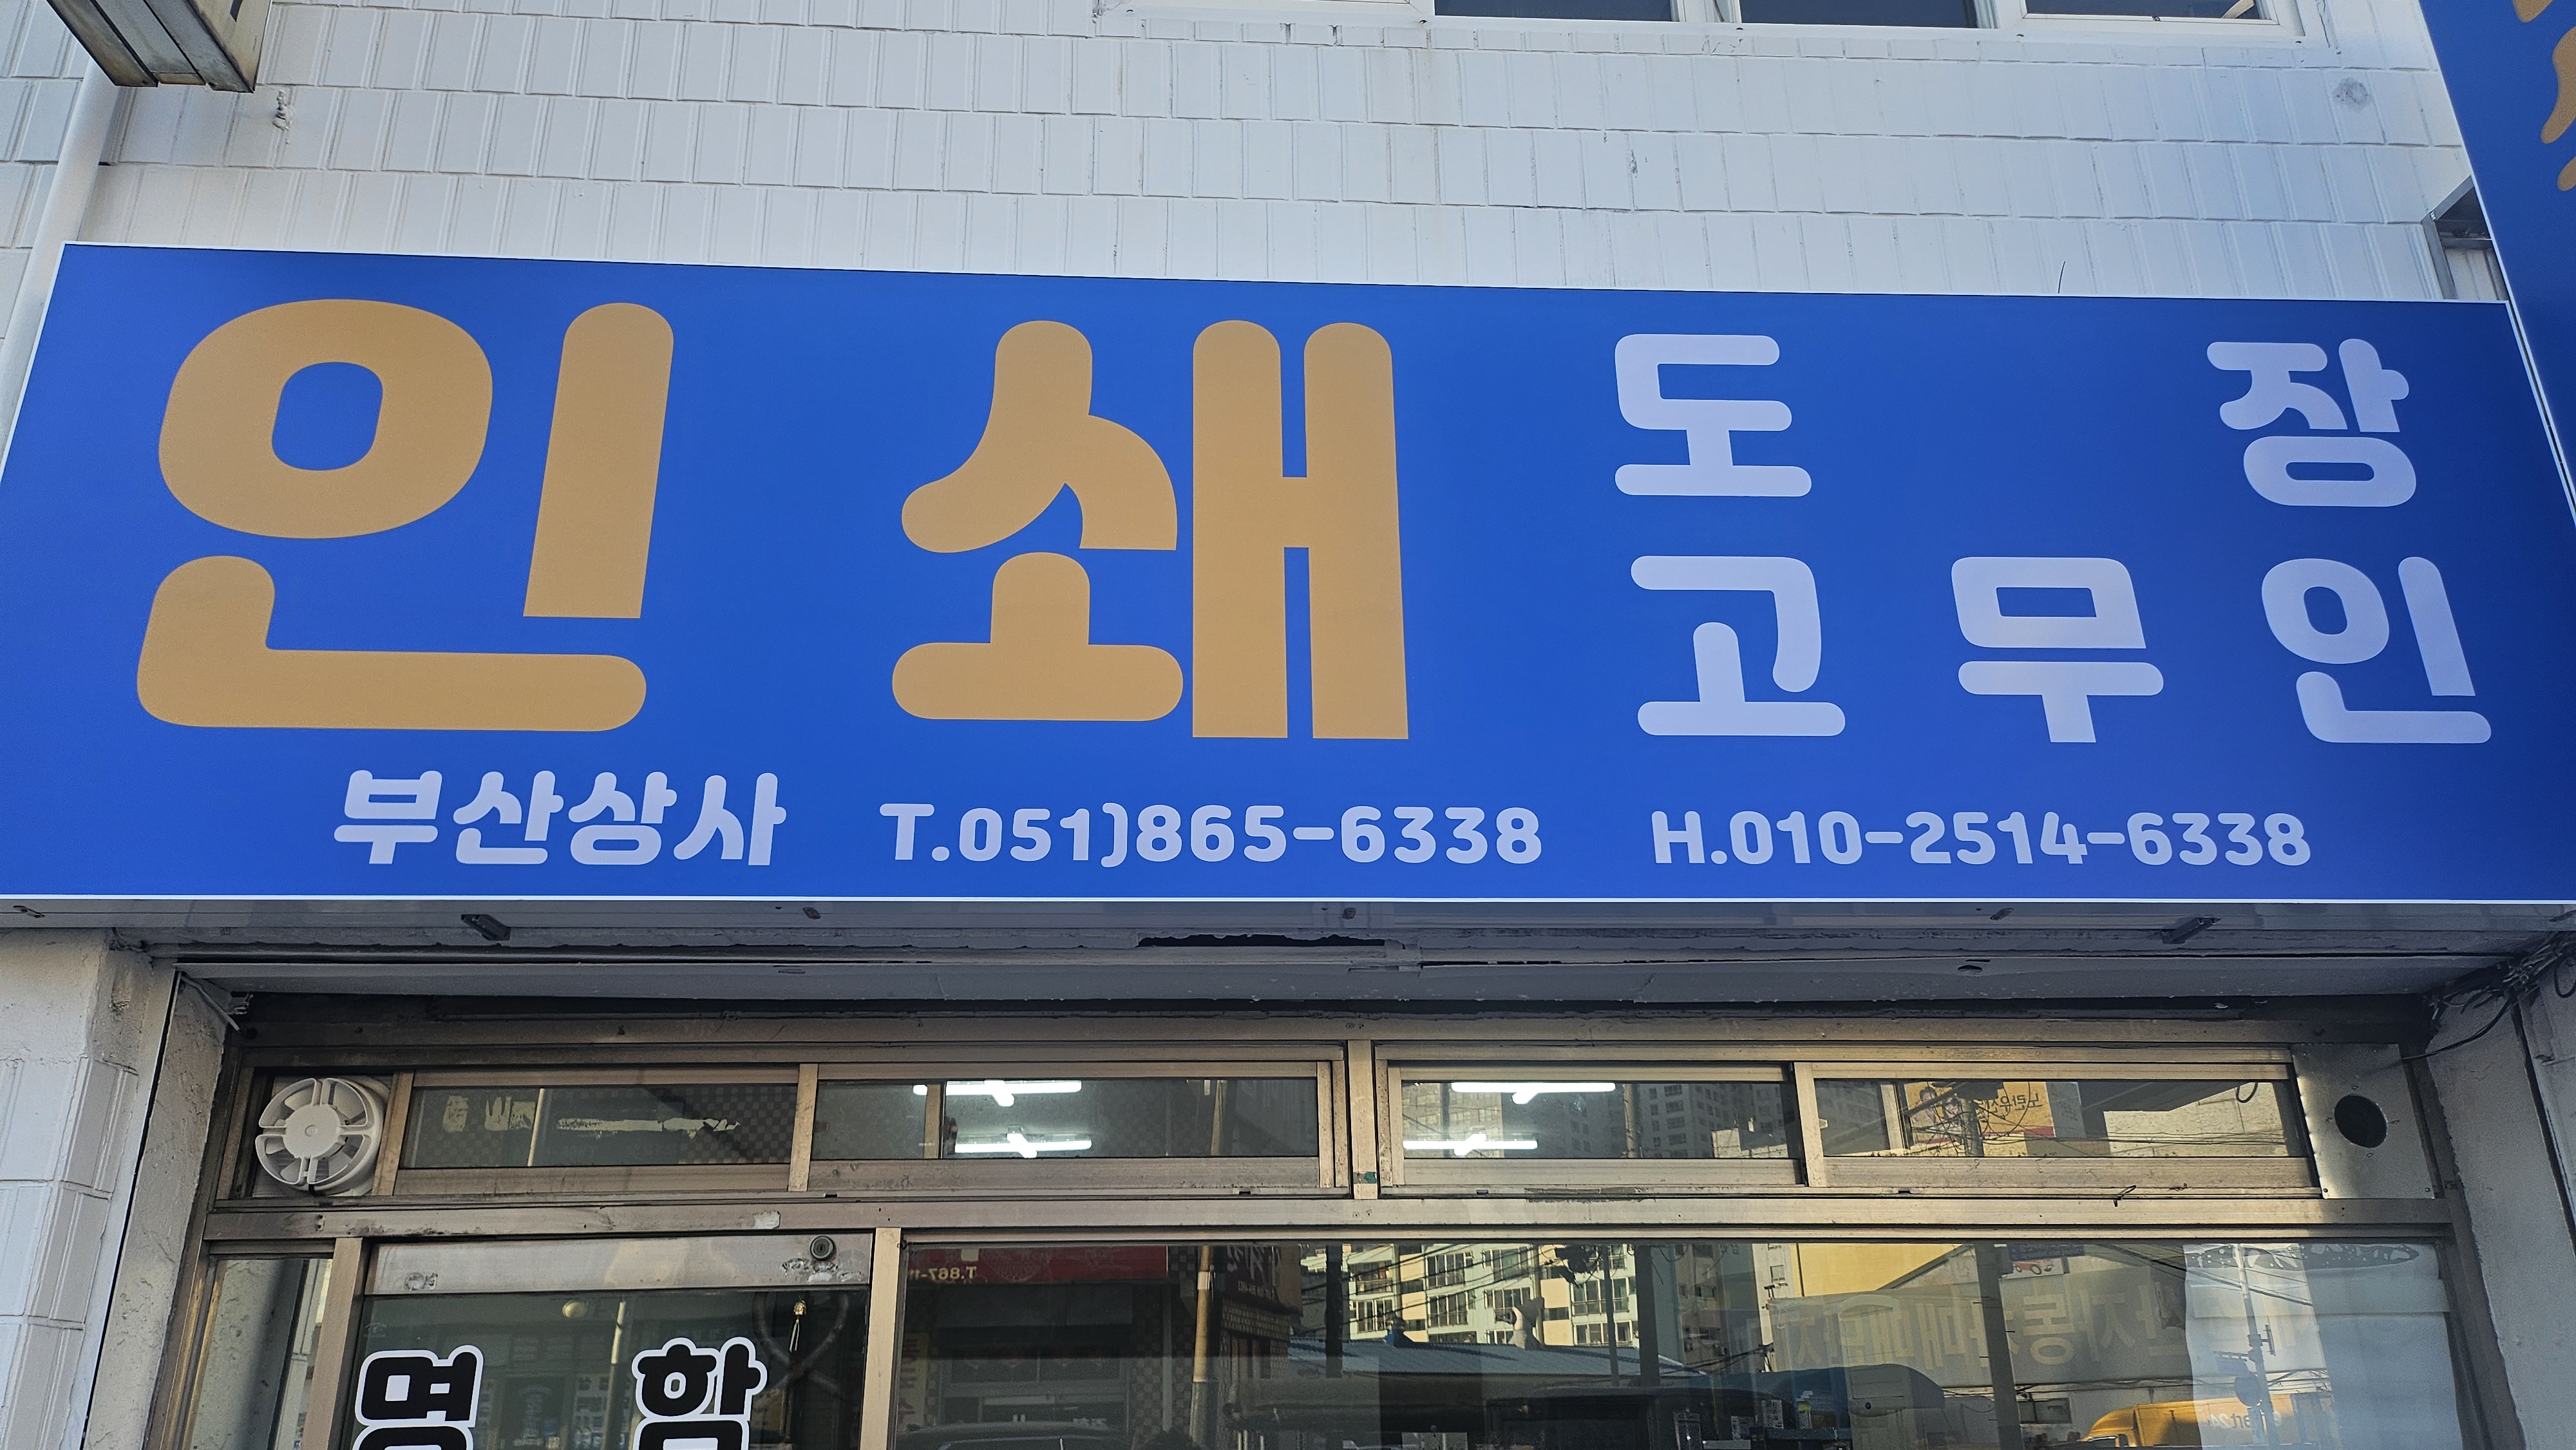 인 쇄
도 장
고 무 인
부산상사 T.051)865-6338 H.010-2514-6338
명 함